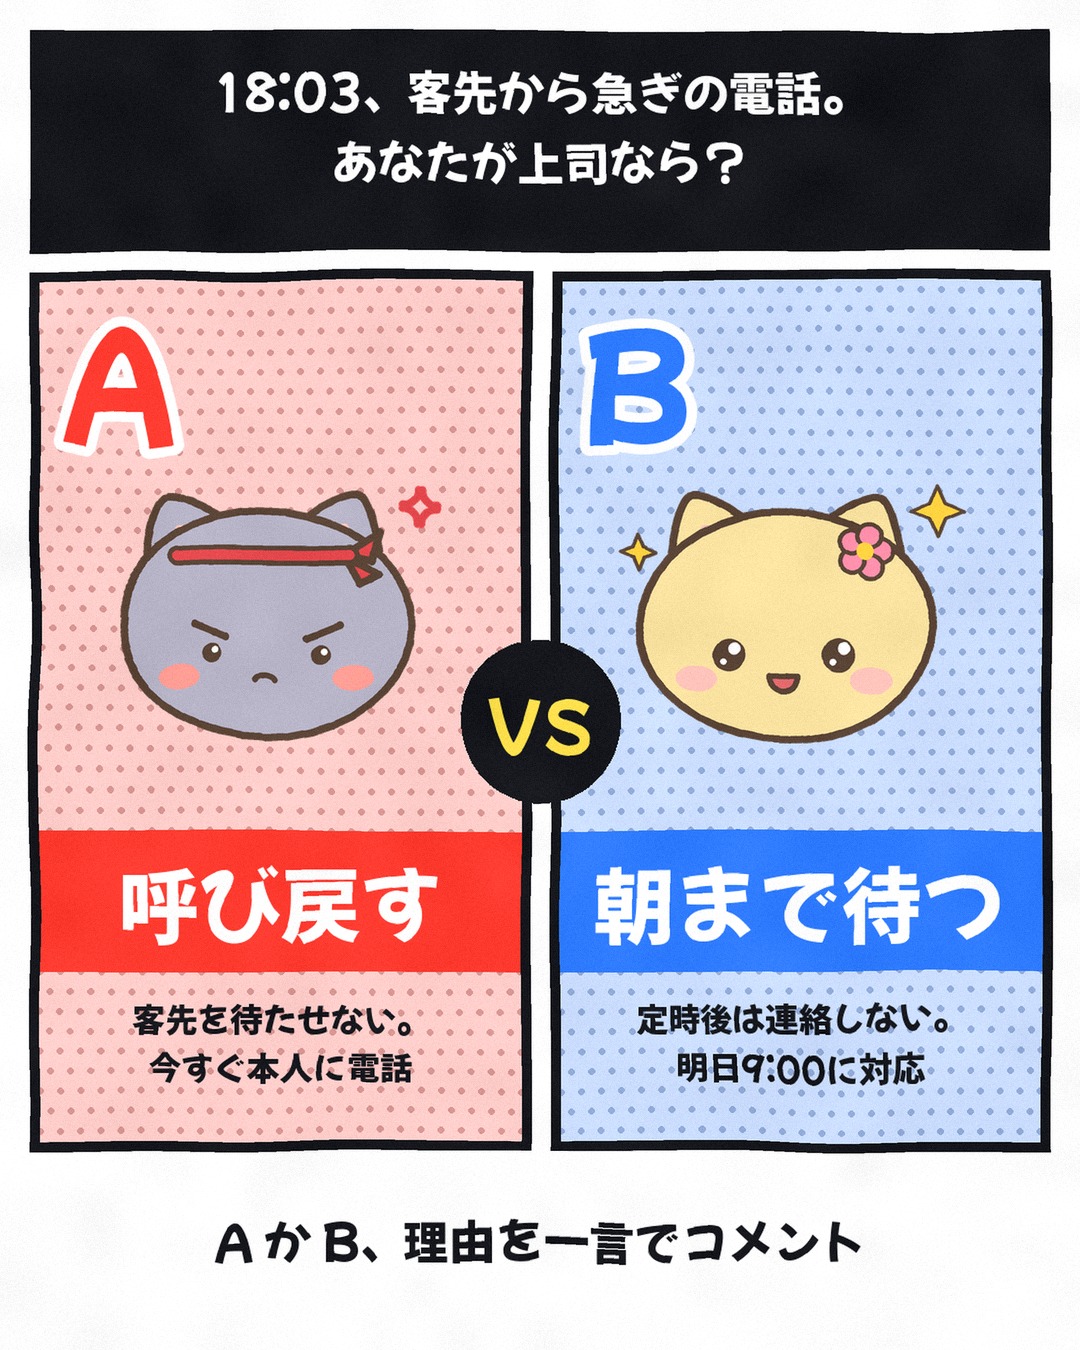 18:03、客先から急ぎの電話。
あなたが上司なら？
A
B
VS
呼び戻す
朝まで待つ
客先を待たせない。
今すぐ本人に電話
定時後は連絡しない。
明日9:00に対応
AかB、理由を一言でコメント